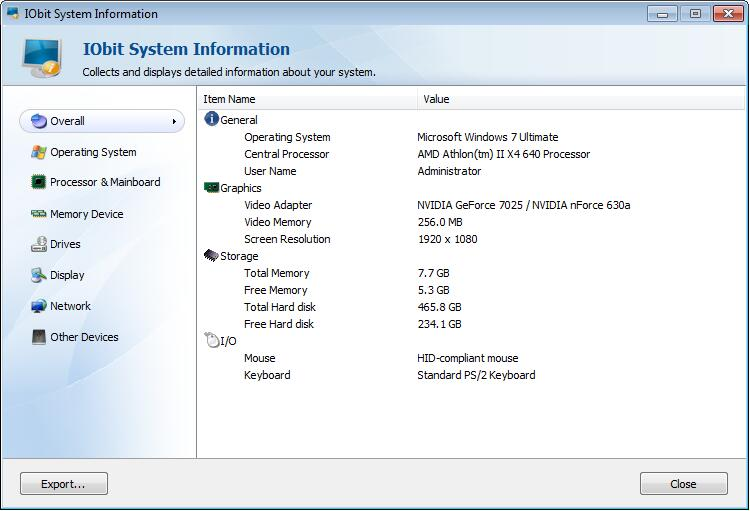 IObit System Information
IObit System Information
Collects and displays detailed information about your system.
Overall
Operating System
Processor & Mainboard
Memory Device
Drives
Display
Network
Other Devices
Item Name Value
General
Operating System Microsoft Windows 7 Ultimate
Central Processor AMD Athlon(tm) II X4 640 Processor
User Name Administrator
Graphics
Video Adapter NVIDIA GeForce 7025 / NVIDIA nForce 630a
Video Memory 256.0 MB
Screen Resolution 1920 x 1080
Storage
Total Memory 7.7 GB
Free Memory 5.3 GB
Total Hard disk 465.8 GB
Free Hard disk 234.1 GB
I/O
Mouse HID-compliant mouse
Keyboard Standard PS/2 Keyboard
Export... Close